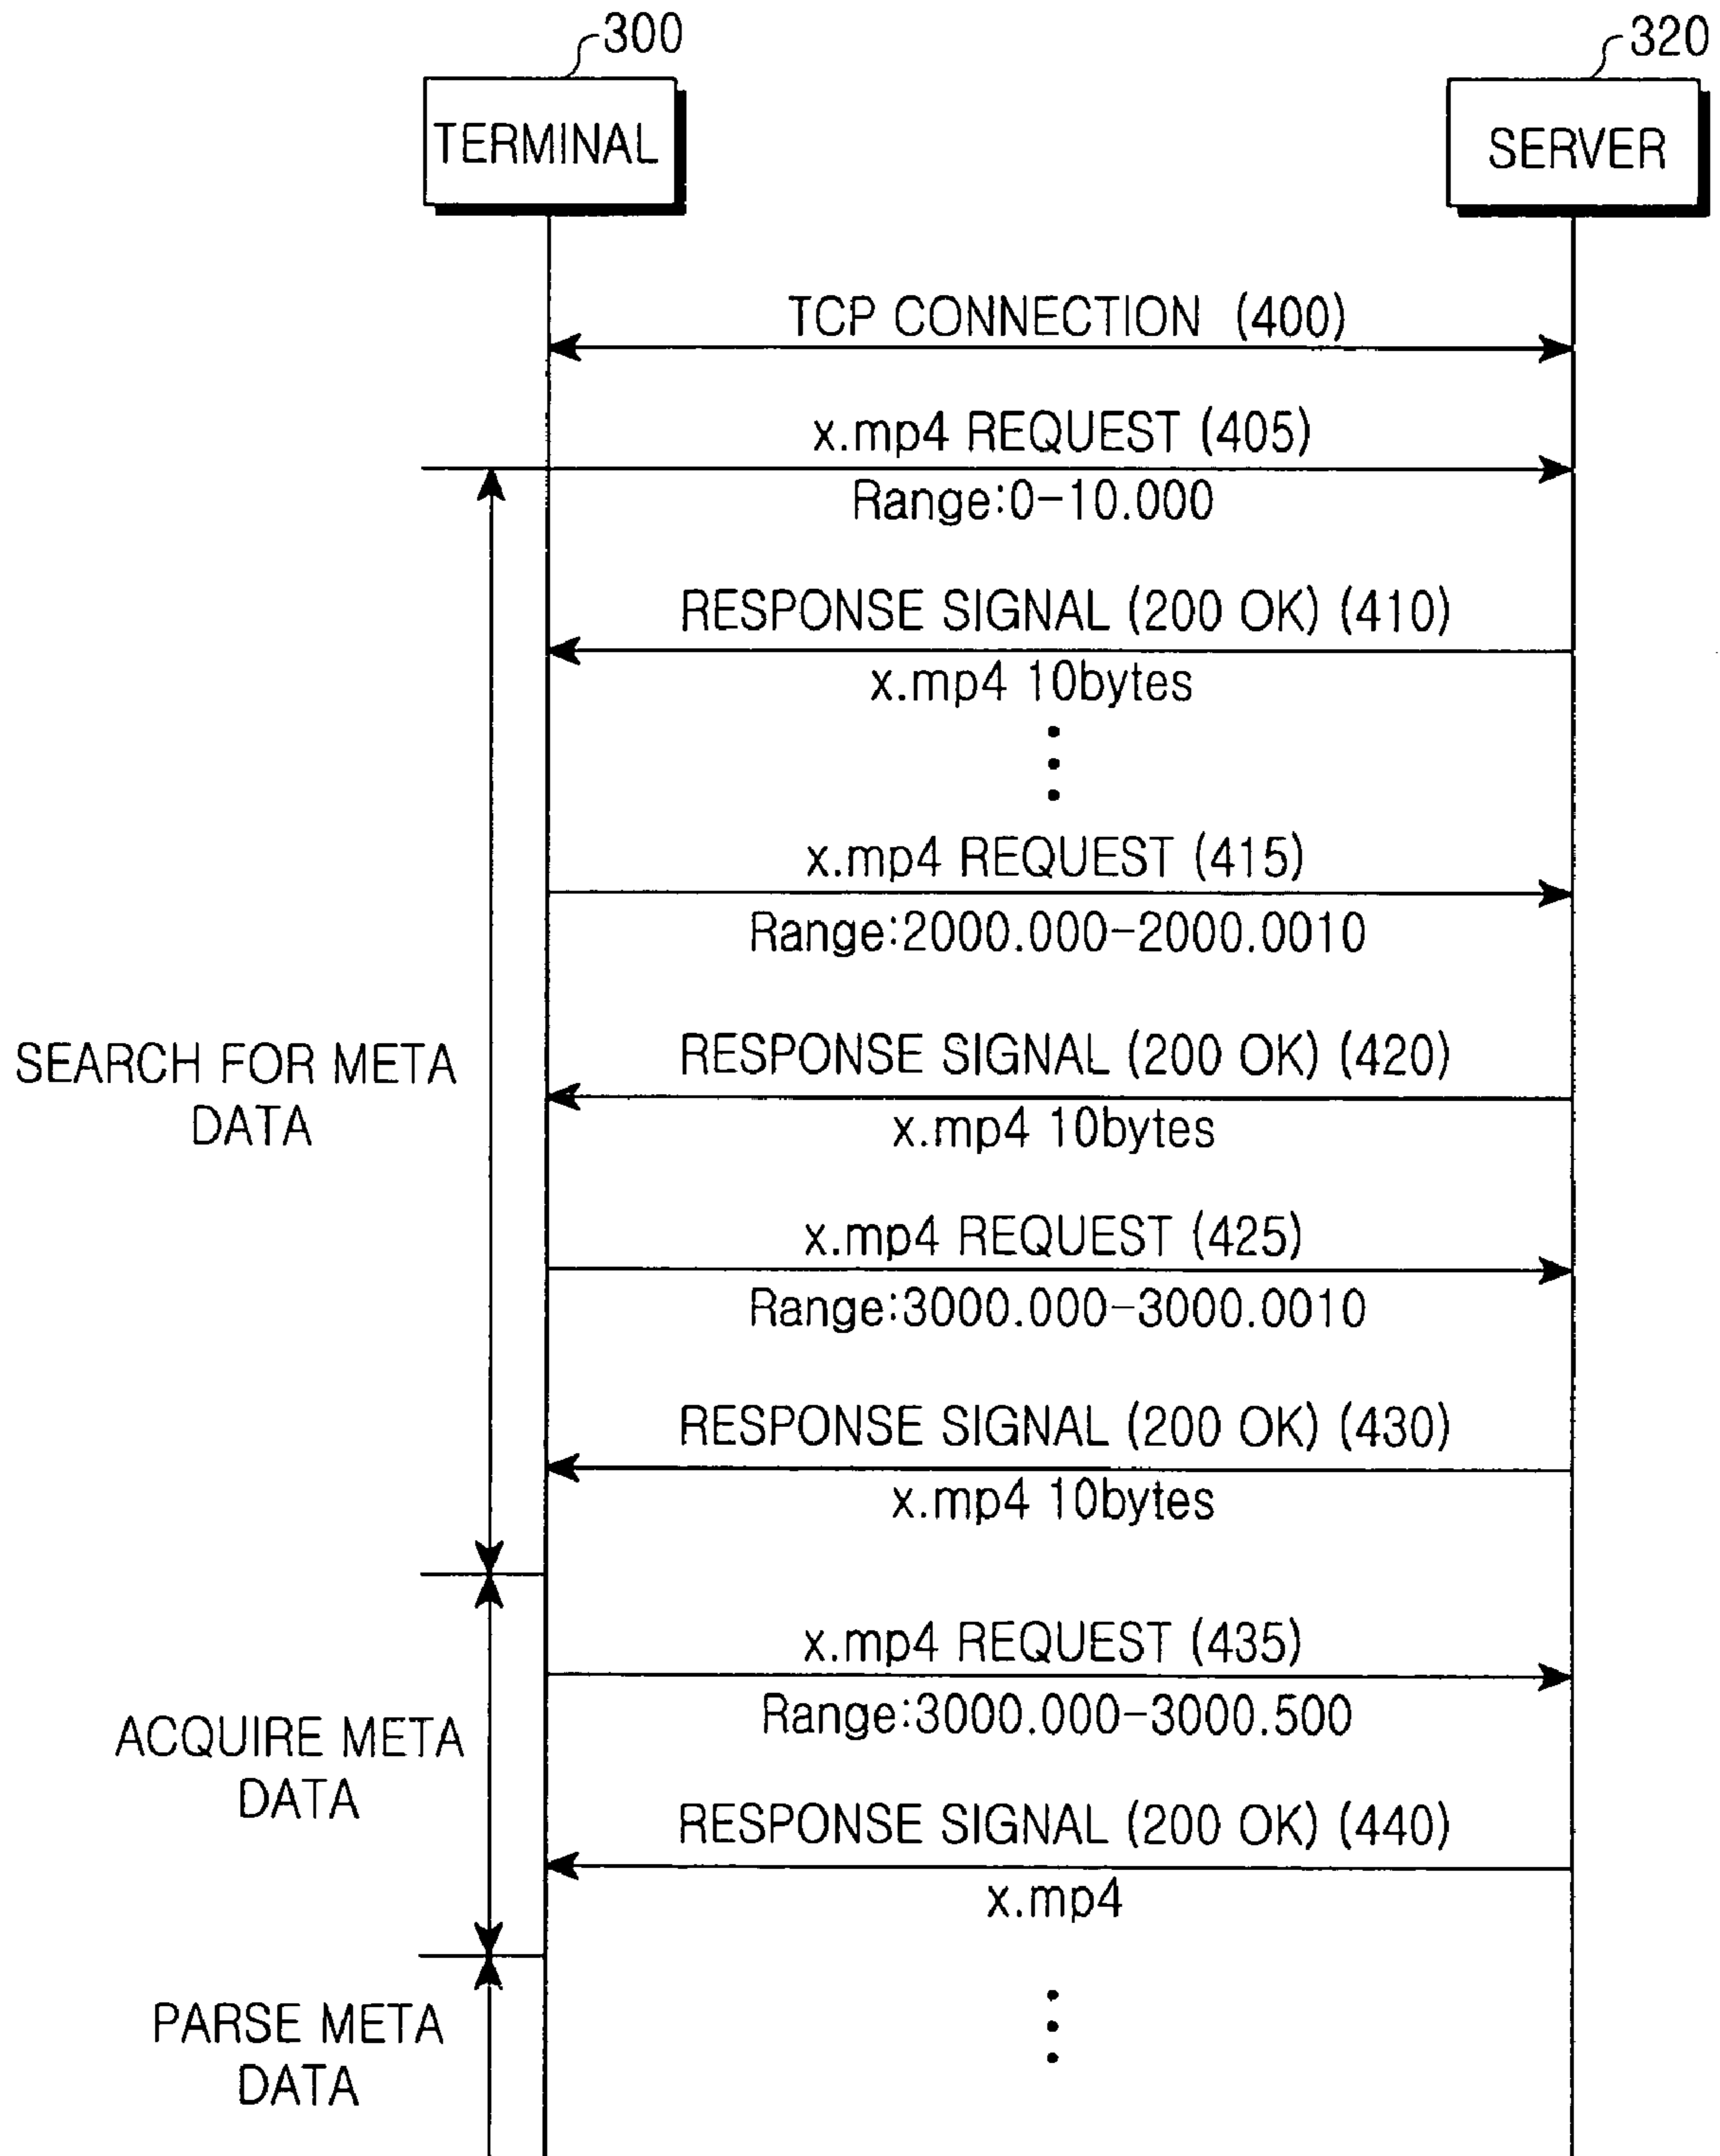 300
320
TERMINAL
SERVER
TCP CONNECTION (400)
x.mp4 REQUEST (405)
Range:0-10.000
RESPONSE SIGNAL (200 OK) (410)
x.mp4 10bytes
x.mp4 REQUEST (415)
Range:2000.000-2000.0010
SEARCH FOR META
DATA
RESPONSE SIGNAL (200 OK) (420)
x.mp4 10bytes
x.mp4 REQUEST (425)
Range:3000.000-3000.0010
RESPONSE SIGNAL (200 OK) (430)
x.mp4 10bytes
x.mp4 REQUEST (435)
Range:3000.000-3000.500
ACQUIRE META
DATA
RESPONSE SIGNAL (200 OK) (440)
x.mp4
PARSE META
DATA